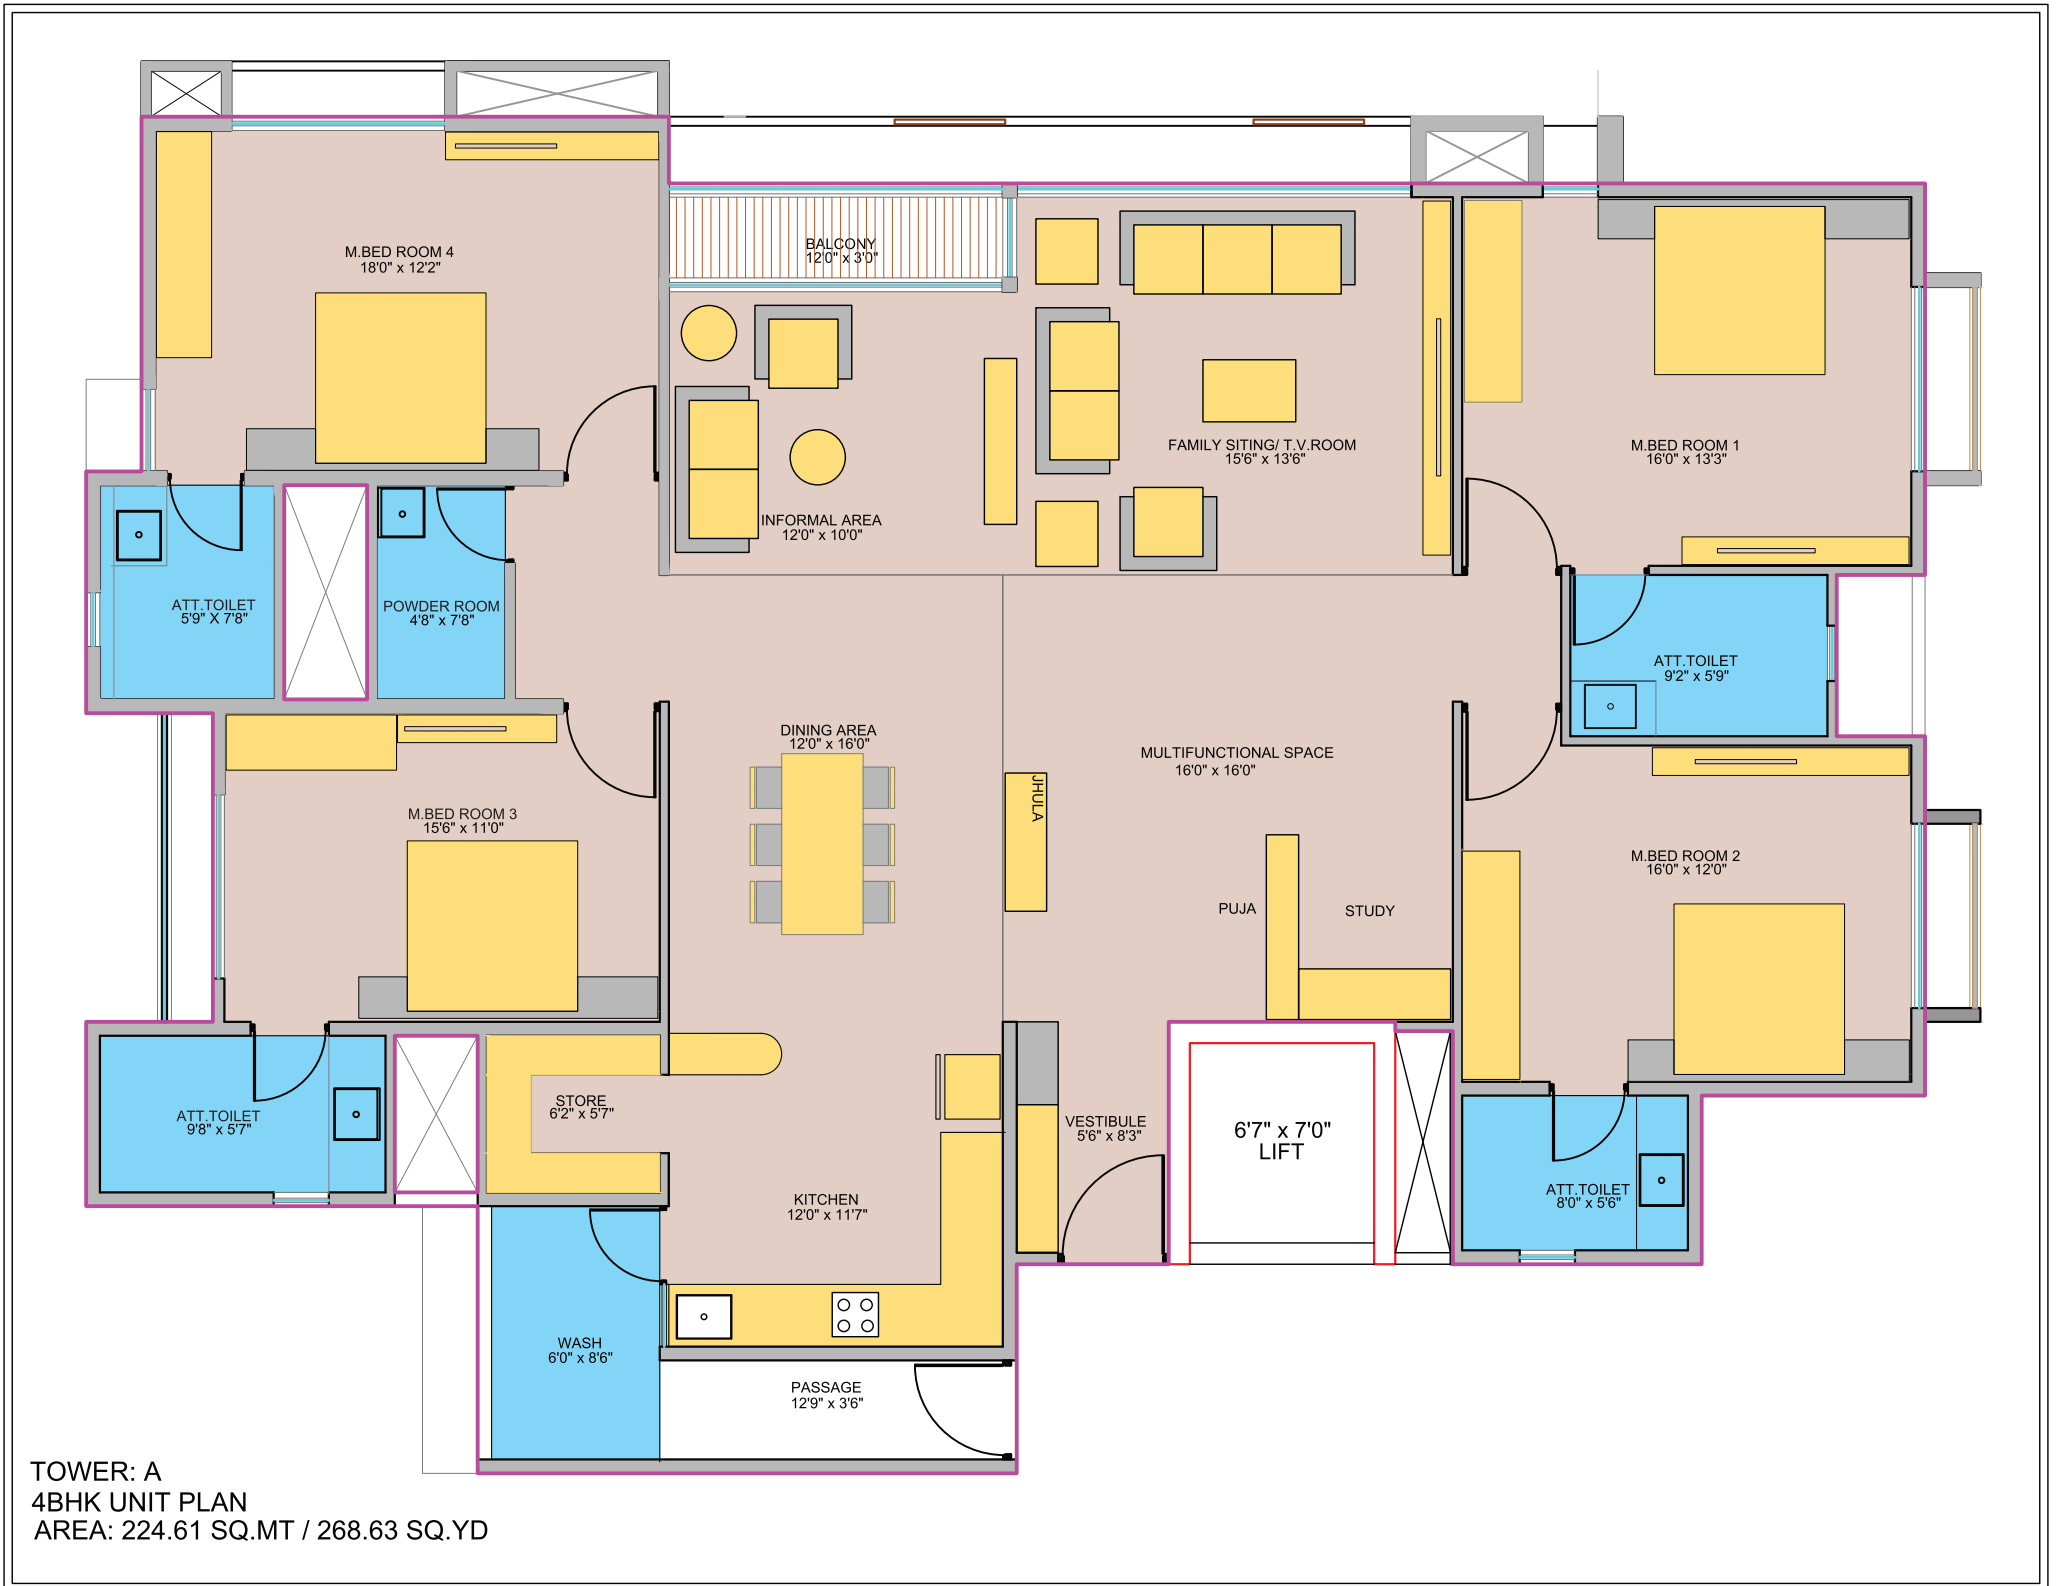 M.BED ROOM 4
18'0" x 12'2"
BALCONY
12'0" x 3'0"
FAMILY SITING/ T.V.ROOM
15'6" x 13'6"
M.BED ROOM 1
16'0" x 13'3"
INFORMAL AREA
12'0" x 10'0"
ATT.TOILET
5'9" X 7'8"
POWDER ROOM
4'8" x 7'8"
ATT.TOILET
9'2" x 5'9"
DINING AREA
12'0" x 16'0"
MULTIFUNCTIONAL SPACE
16'0" x 16'0"
JHULA
M.BED ROOM 3
15'6" x 11'0"
M.BED ROOM 2
16'0" x 12'0"
PUJA
STUDY
STORE
6'2" x 5'7"
ATT.TOILET
9'8" x 5'7"
VESTIBULE
5'6" x 8'3"
6'7" x 7'0"
LIFT
KITCHEN
12'0" x 11'7"
ATT.TOILET
8'0" x 5'6"
WASH
6'0" x 8'6"
PASSAGE
12'9" x 3'6"
TOWER: A
4BHK UNIT PLAN
AREA: 224.61 SQ.MT / 268.63 SQ.YD